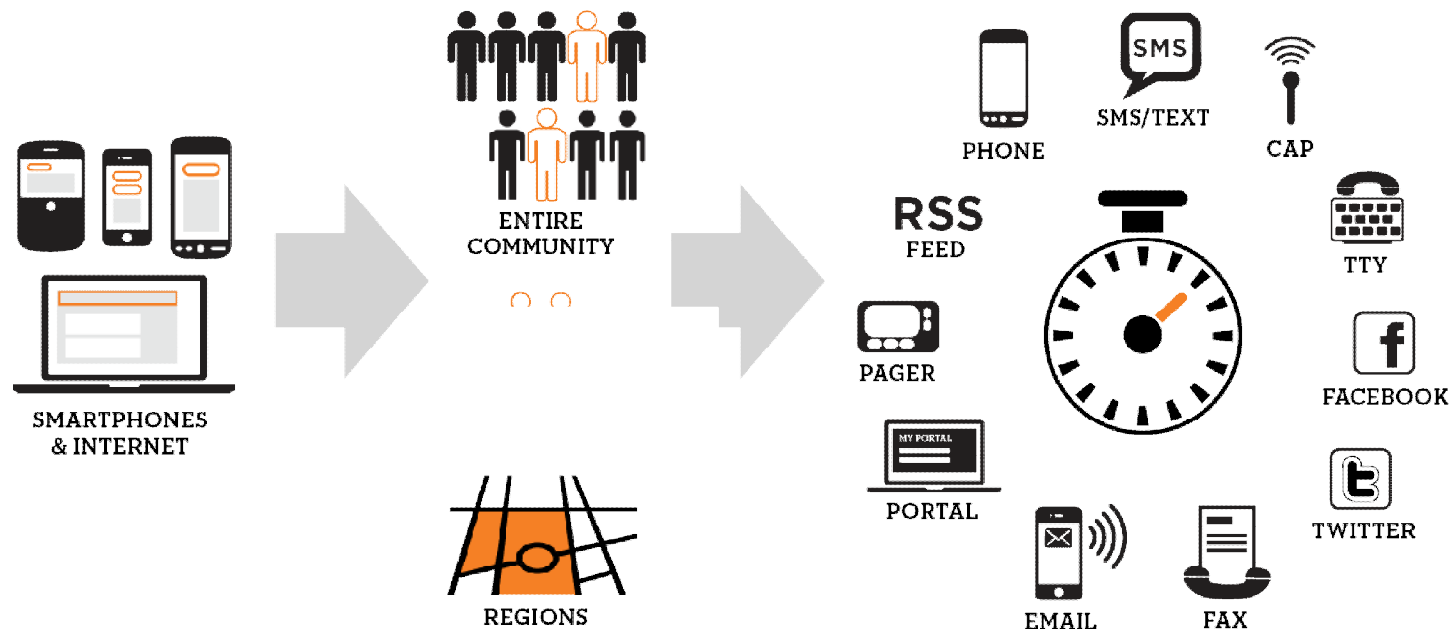 SMARTPHONES
& INTERNET
ENTIRE
COMMUNITY
REGIONS
PHONE
SMS
SMS/TEXT
CAP
RSS
FEED
TTY
PAGER
f
FACEBOOK
MY PORTAL
PORTAL
t
TWITTER
EMAIL
FAX